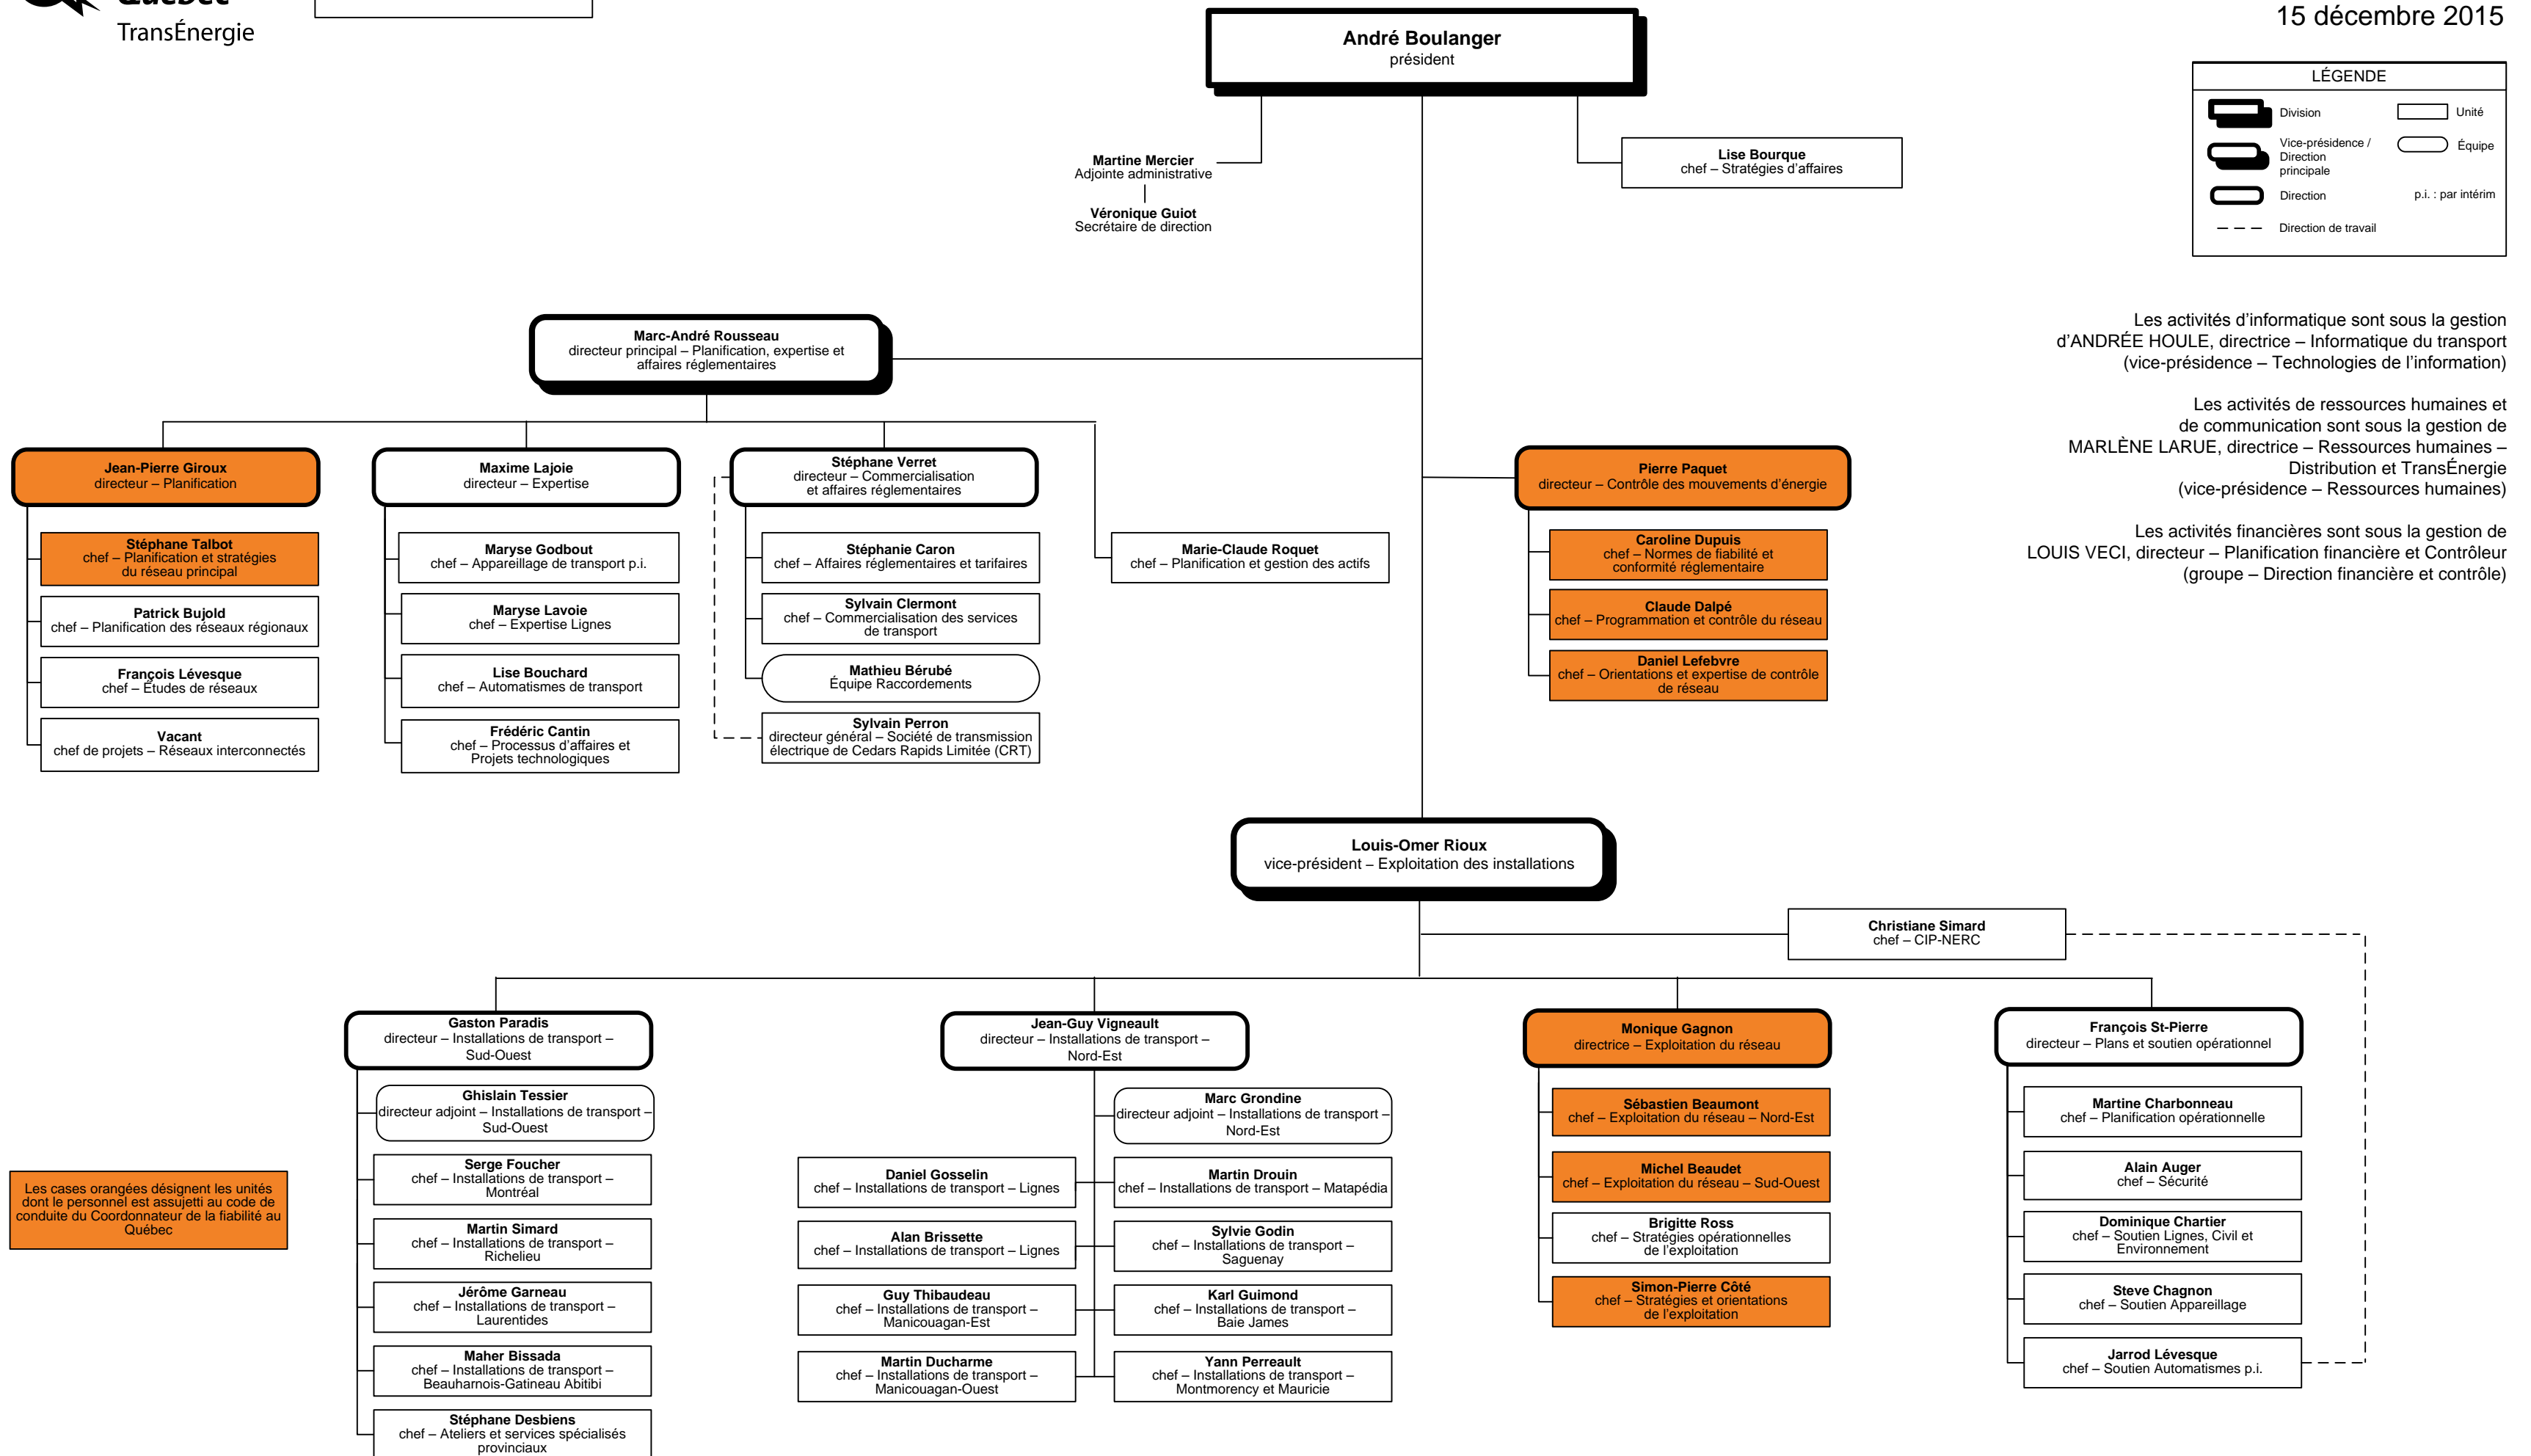 TransÉnergie
15 décembre 2015
André Boulanger
président
LÉGENDE
Division
Unité
Vice-présidence /
Direction
principale
Équipe
Direction
p.i. : par intérim
Direction de travail
Martine Mercier
Adjointe administrative
Véronique Guiot
Secrétaire de direction
Lise Bourque
chef – Stratégies d'affaires
Les activités d'informatique sont sous la gestion
d'ANDRÉE HOULE, directrice – Informatique du transport
(vice-présidence – Technologies de l'information)
Les activités de ressources humaines et
de communication sont sous la gestion de
MARLÈNE LARUE, directrice – Ressources humaines –
Distribution et TransÉnergie
(vice-présidence – Ressources humaines)
Les activités financières sont sous la gestion de
LOUIS VECI, directeur – Planification financière et Contrôleur
(groupe – Direction financière et contrôle)
Marc-André Rousseau
directeur principal – Planification, expertise et
affaires réglementaires
Jean-Pierre Giroux
directeur – Planification
Stéphane Talbot
chef – Planification et stratégies
du réseau principal
Patrick Bujold
chef – Planification des réseaux régionaux
François Lévesque
chef – Études de réseaux
Vacant
chef de projets – Réseaux interconnectés
Maxime Lajoie
directeur – Expertise
Maryse Godbout
chef – Appareillage de transport p.i.
Maryse Lavoie
chef – Expertise Lignes
Lise Bouchard
chef – Automatismes de transport
Frédéric Cantin
chef – Processus d'affaires et
Projets technologiques
Stéphane Verret
directeur – Commercialisation
et affaires réglementaires
Stéphanie Caron
chef – Affaires réglementaires et tarifaires
Sylvain Clermont
chef – Commercialisation des services
de transport
Mathieu Bérubé
Équipe Raccordements
Sylvain Perron
directeur général – Société de transmission
électrique de Cedars Rapids Limitée (CRT)
Marie-Claude Roquet
chef – Planification et gestion des actifs
Pierre Paquet
directeur – Contrôle des mouvements d'énergie
Caroline Dupuis
chef – Normes de fiabilité et
conformité réglementaire
Claude Dalpé
chef – Programmation et contrôle du réseau
Daniel Lefebvre
chef – Orientations et expertise de contrôle
de réseau
Louis-Omer Rioux
vice-président – Exploitation des installations
Christiane Simard
chef – CIP-NERC
Gaston Paradis
directeur – Installations de transport –
Sud-Ouest
Ghislain Tessier
directeur adjoint – Installations de transport –
Sud-Ouest
Serge Foucher
chef – Installations de transport –
Montréal
Martin Simard
chef – Installations de transport –
Richelieu
Jérôme Garneau
chef – Installations de transport –
Laurentides
Maher Bissada
chef – Installations de transport –
Beauharnois-Gatineau Abitibi
Stéphane Desbiens
chef – Ateliers et services spécialisés
provinciaux
Jean-Guy Vigneault
directeur – Installations de transport –
Nord-Est
Marc Grondine
directeur adjoint – Installations de transport –
Nord-Est
Daniel Gosselin
chef – Installations de transport – Lignes
Martin Drouin
chef – Installations de transport – Matapédia
Alan Brissette
chef – Installations de transport – Lignes
Sylvie Godin
chef – Installations de transport –
Saguenay
Guy Thibaudeau
chef – Installations de transport –
Manicouagan-Est
Karl Guimond
chef – Installations de transport –
Baie James
Martin Ducharme
chef – Installations de transport –
Manicouagan-Ouest
Yann Perreault
chef – Installations de transport –
Montmorency et Mauricie
Monique Gagnon
directrice – Exploitation du réseau
Sébastien Beaumont
chef – Exploitation du réseau – Nord-Est
Michel Beaudet
chef – Exploitation du réseau – Sud-Ouest
Brigitte Ross
chef – Stratégies opérationnelles
de l'exploitation
Simon-Pierre Côté
chef – Stratégies et orientations
de l'exploitation
François St-Pierre
directeur – Plans et soutien opérationnel
Martine Charbonneau
chef – Planification opérationnelle
Alain Auger
chef – Sécurité
Dominique Chartier
chef – Soutien Lignes, Civil et
Environnement
Steve Chagnon
chef – Soutien Appareillage
Jarrod Lévesque
chef – Soutien Automatismes p.i.
Les cases orangées désignent les unités
dont le personnel est assujetti au code de
conduite du Coordonnateur de la fiabilité au
Québec